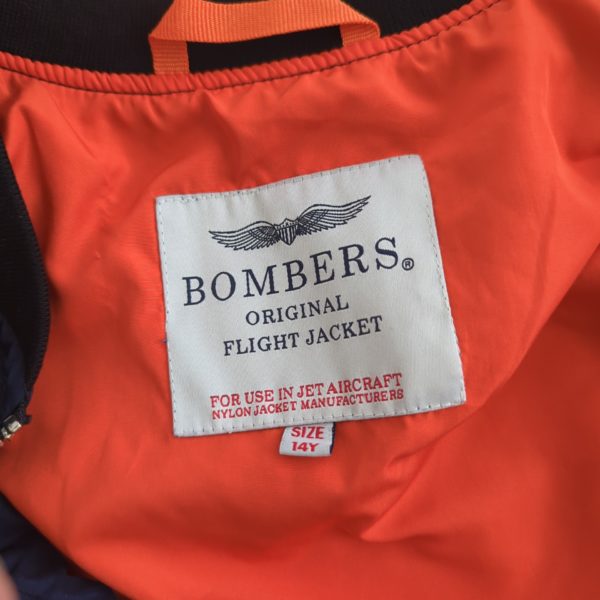 BOMBERS®
ORIGINAL
FLIGHT JACKET
FOR USE IN JET AIRCRAFT
NYLON JACKET MANUFACTURERS
SIZE
14Y